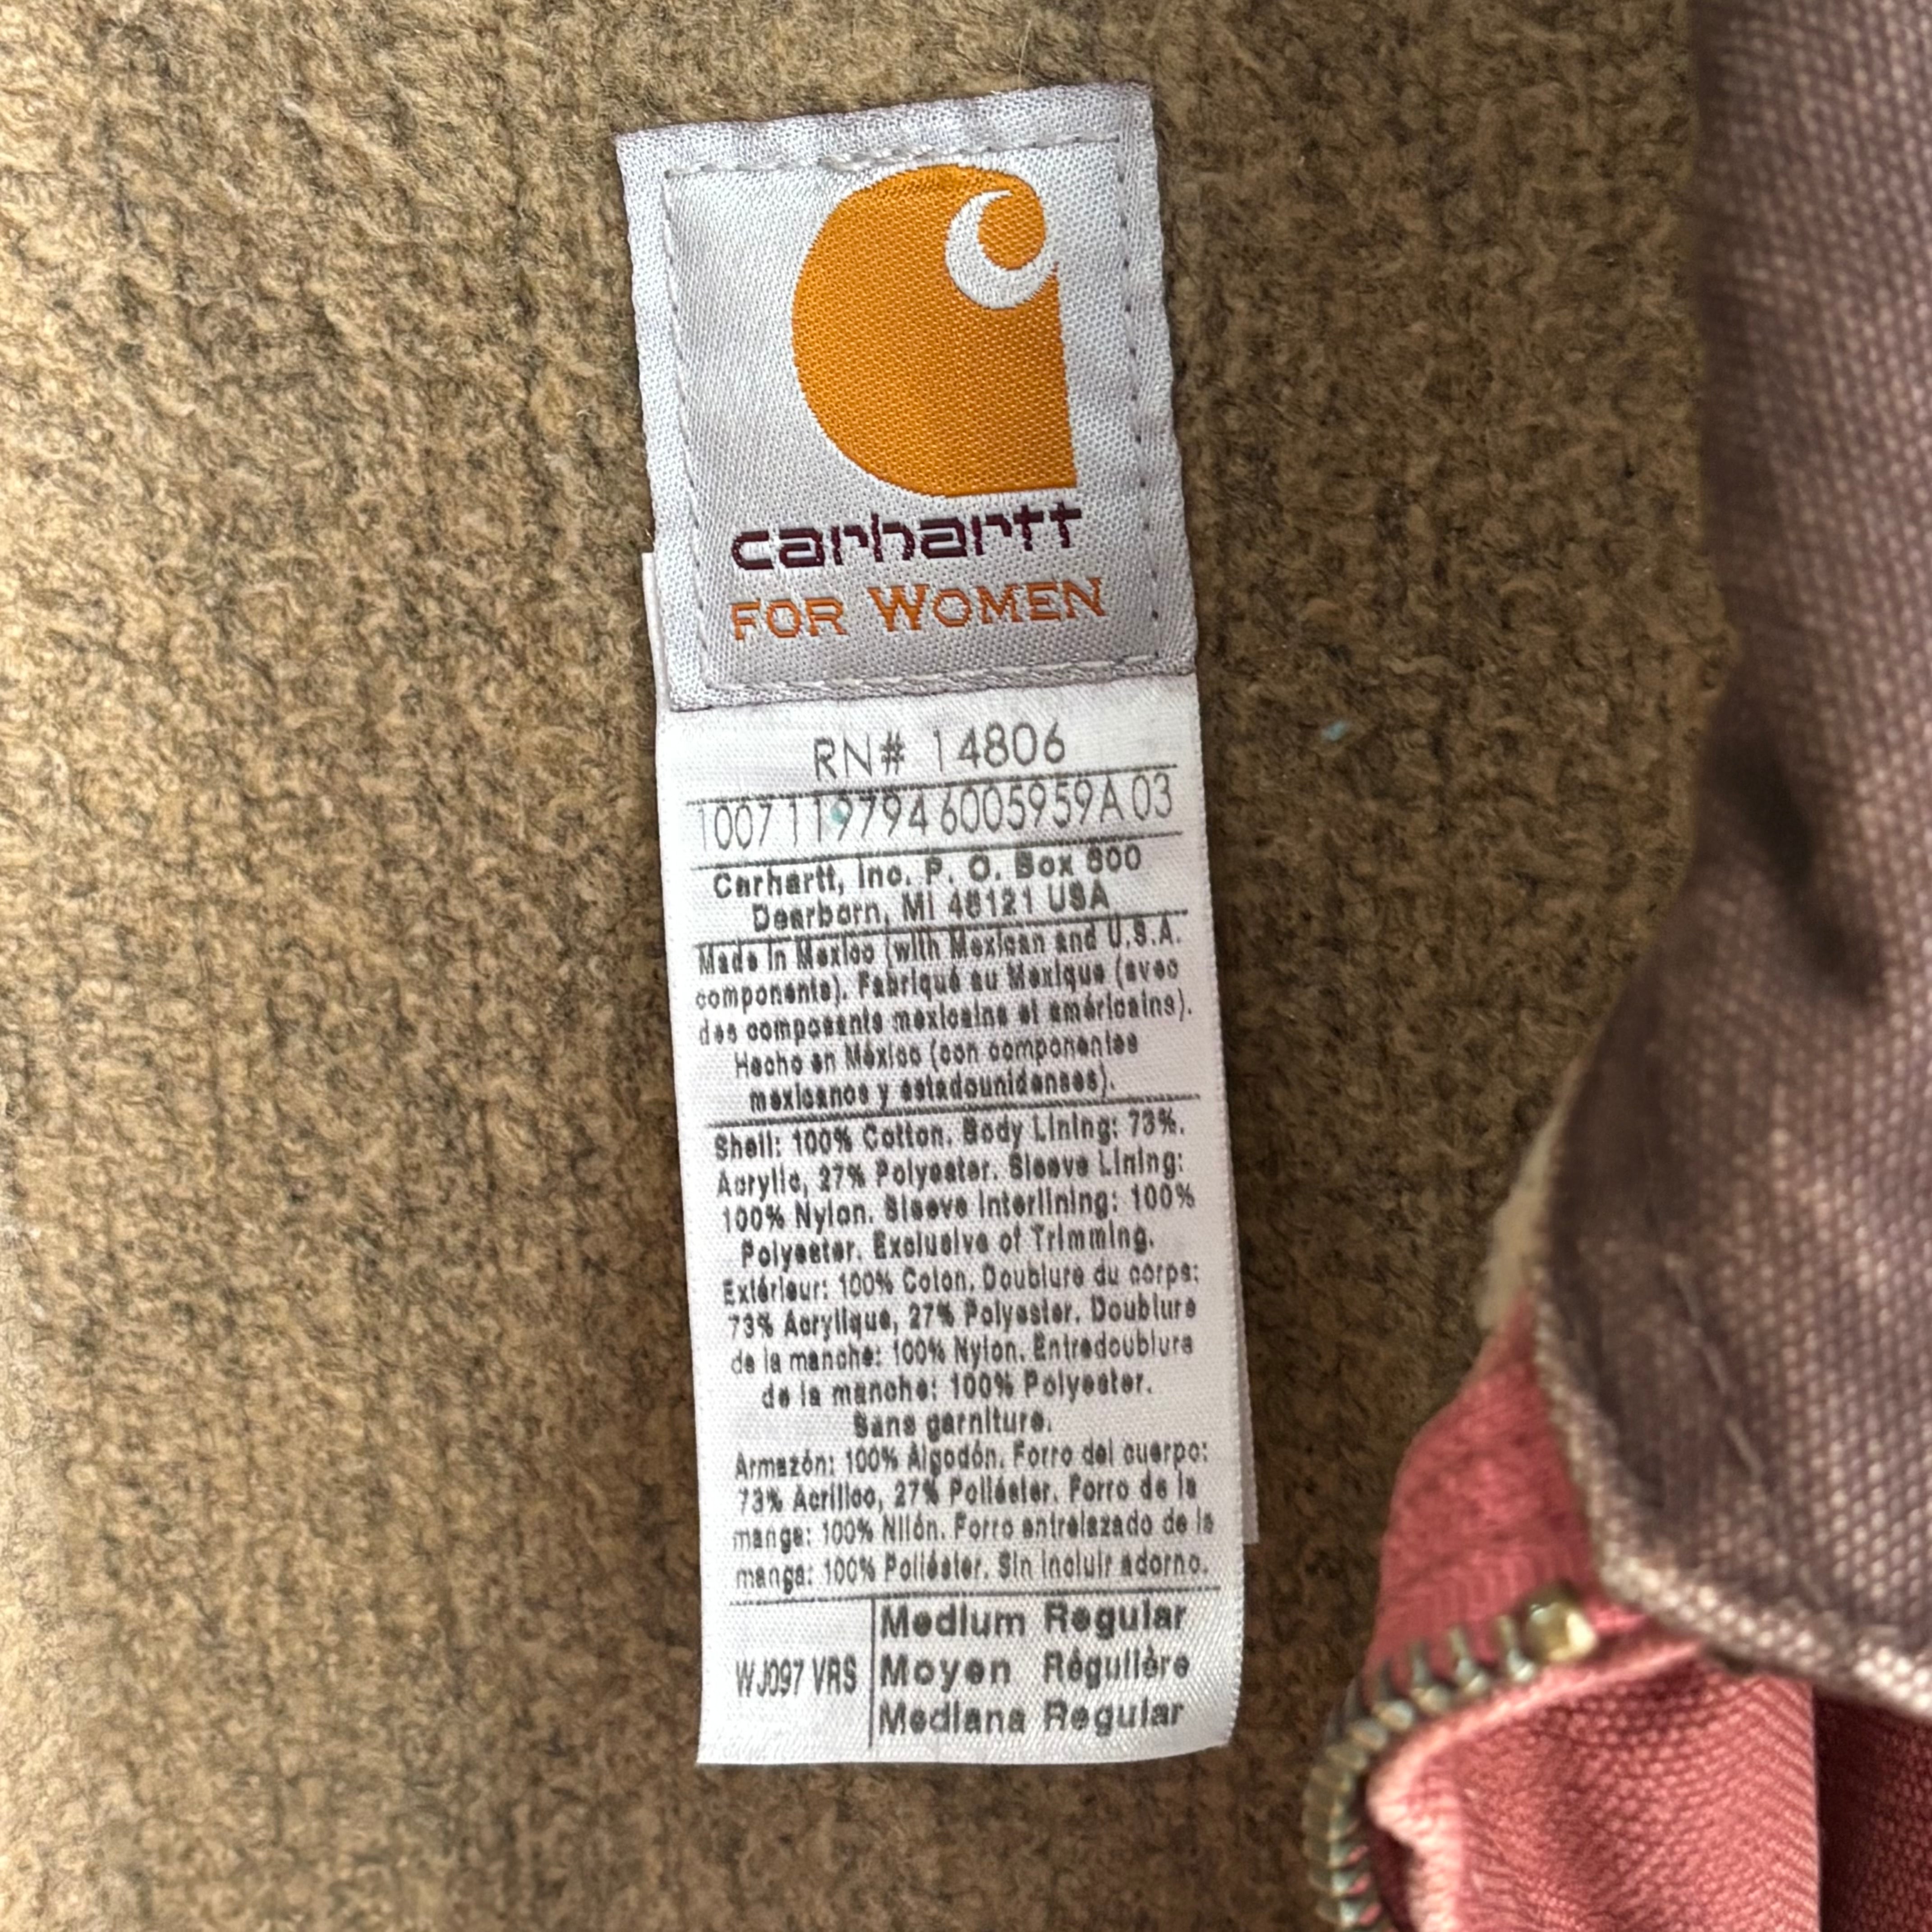 carhartt
FOR WOMEN
RN# 14806
10071197946005959A03
Carhartt, Inc. P. O. Box 600
Dearborn, MI 48121 USA
Made in Mexico (with Mexican and U.S.A.
components). Fabriqué au Mexique (avec
des composants mexicains et américains).
Hecho en México (con componentes
mexicanos y estadounidenses).
Shell: 100% Cotton. Body Lining: 73%.
Acrylic, 27% Polyester. Sleeve Lining:
100% Nylon. Sleeve Interlining: 100%
Polyester. Exclusive of Trimming.
Extérieur: 100% Coton. Doublure du corps:
73% Acrylique, 27% Polyester. Doublure
de la manche: 100% Nylon. Entredoublure
de la manche: 100% Polyester.
Sans garniture.
Armazón: 100% Algodón. Forro del cuerpo:
73% Acrílico, 27% Poliéster. Forro de la
manga: 100% Nilón. Forro entrelazado de la
manga: 100% Poliéster. Sin incluir adorno.
WJ097 VRS
Medium Regular
Moyen Régulière
Mediana Regular